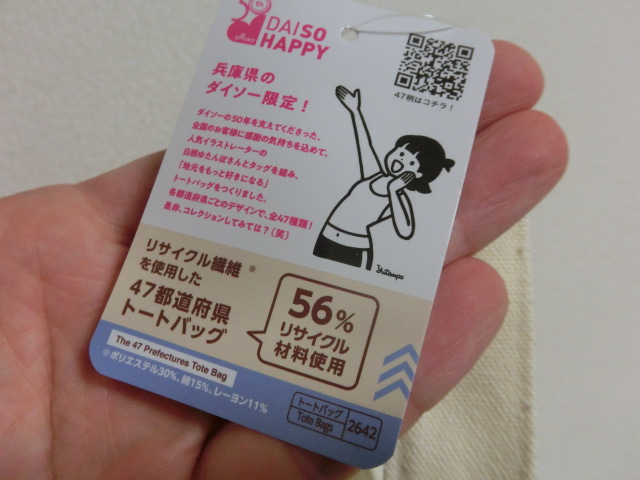 th
DAISO
DAISO
HAPPY
47柄はコチラ！
兵庫県の
ダイソー限定！
ダイソーの50年を支えてくださった、
全国のお客様に感謝の気持ちを込めて。
人気イラストレーターの
白根ゆたんぽさんとタッグを組み、
「地元をもっと好きになる」
トートバッグをつくりました。
各都道府県ごとのデザインで、全47種類！
是非、コレクションしてみては？（笑）
Yutanpo
リサイクル繊維 ※
を使用した
47都道府県
トートバッグ
56%
リサイクル
材料使用
The 47 Prefectures Tote Bag
※ポリエステル30%、綿15%、レーヨン11%
トートバッグ
Tote Bags
2642